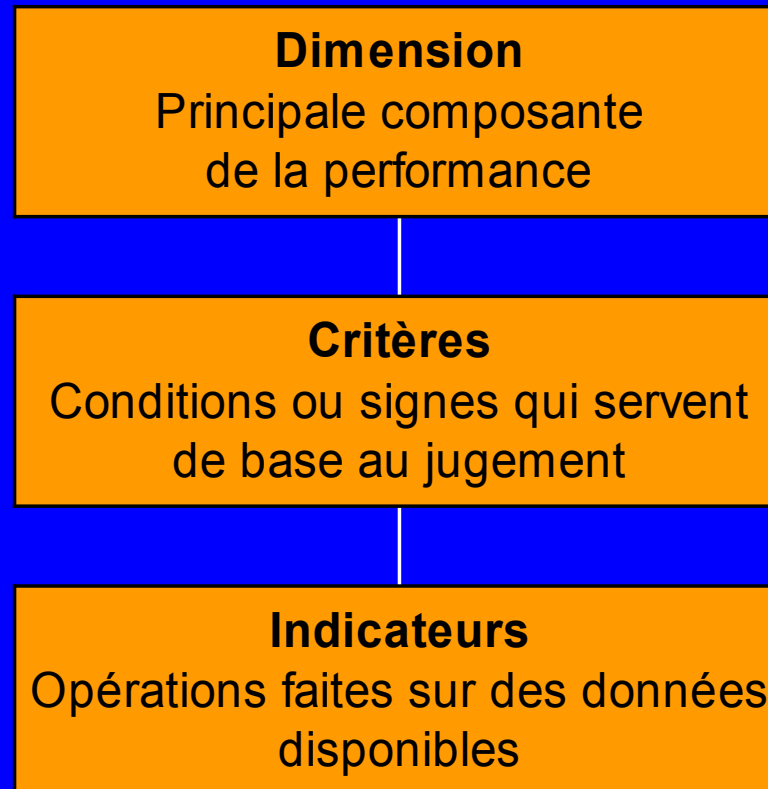 Dimension
Principale composante
de la performance
Critères
Conditions ou signes qui servent
de base au jugement
Indicateurs
Opérations faites sur des données
disponibles